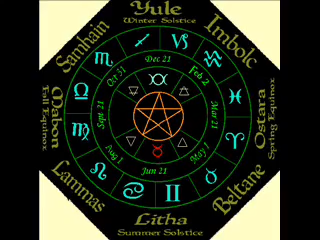 Yule
Winter Solstice
Imbolc
Ostara
Spring Equinox
Beltane
Litha
Summer Solstice
Lammas
Mabon
Fall Equinox
Samhain
Dec 21
Feb 2
Mar 21
May 1
Jun 21
Aug 1
Sept 21
Oct 31